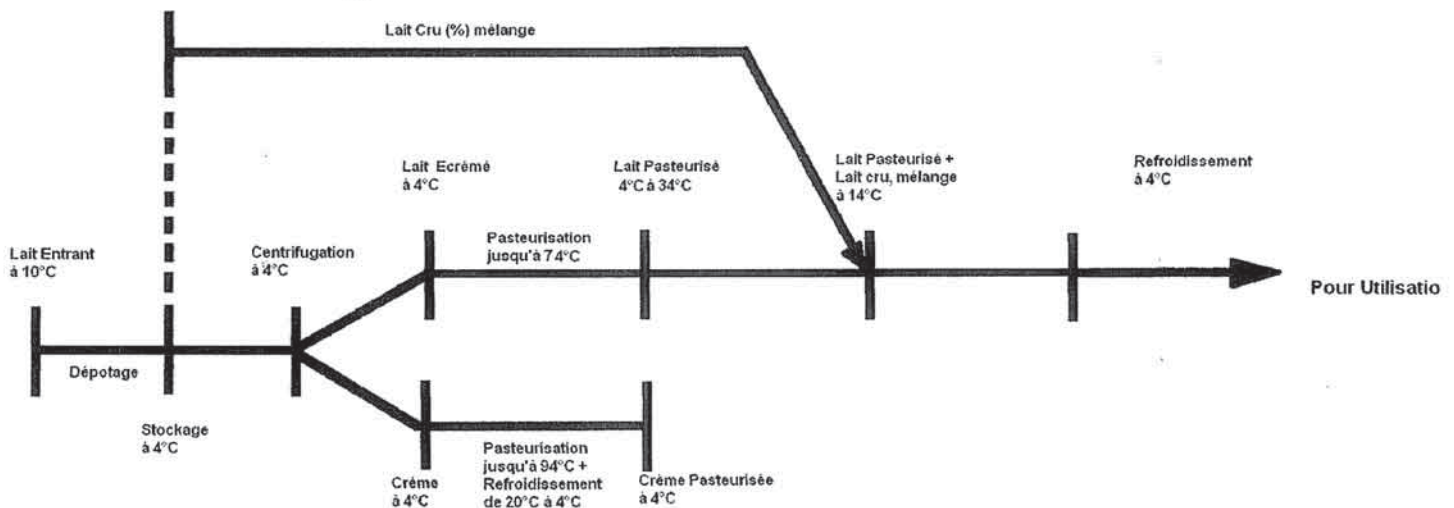 Lait Cru (%) mélange
Lait Ecrémé
à 4°C
Lait Pasteurisé
4°C à 34°C
Lait Pasteurisé +
Lait cru, mélange
à 14°C
Refroidissement
à 4°C
Lait Entrant
à 10°C
Centrifugation
à 4°C
Pasteurisation
jusqu'à 74°C
Pour Utilisatio
Dépotage
Stockage
à 4°C
Crème
à 4°C
Pasteurisation
jusqu'à 94°C +
Refroidissement
de 20°C à 4°C
Crème Pasteurisée
à 4°C